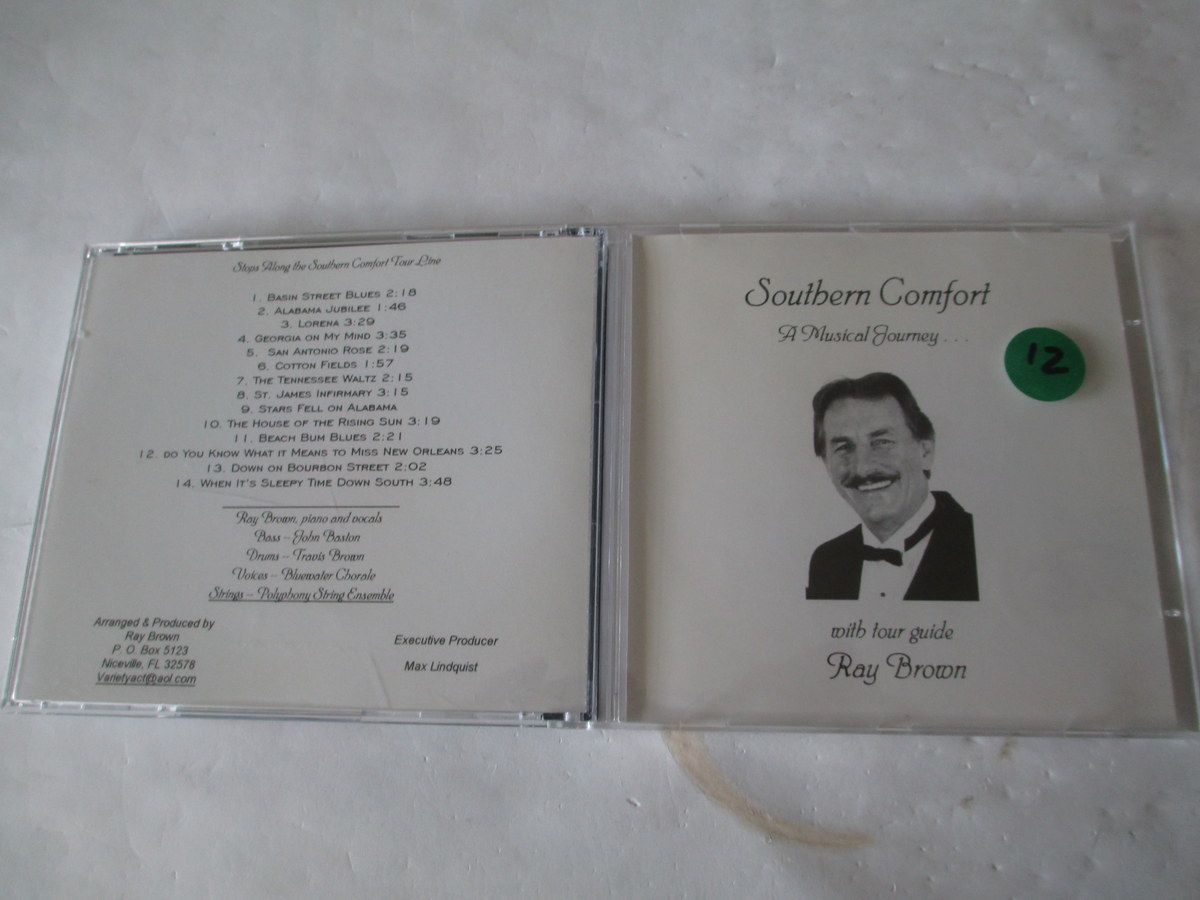 Stops Along the Southern Comfort Tour Line
1. Basin Street Blues 2:18
2. Alabama Jubilee 1:46
3. Lorena 3:29
4. Georgia on My Mind 3:35
5. San Antonio Rose 2:19
6. Cotton Fields 1:57
7. The Tennessee Waltz 2:15
8. St. James Infirmary 3:15
9. Stars Fell on Alabama
10. The House of the Rising Sun 3:19
11. Beach Bum Blues 2:21
12. do You Know What it Means to Miss New Orleans 3:25
13. Down on Bourbon Street 2:02
14. When It's Sleepy Time Down South 3:48
Ray Brown, piano and vocals
Bass – John Baston
Drums – Travis Brown
Voices – Bluewater Chorale
Strings – Polyphony String Ensemble
Arranged & Produced by
Ray Brown
P. O. Box 5123
Niceville, FL 32578
Varietyact@aol.com
Executive Producer
Max Lindquist
Southern Comfort
A Musical Journey . . .
12
with tour guide
Ray Brown